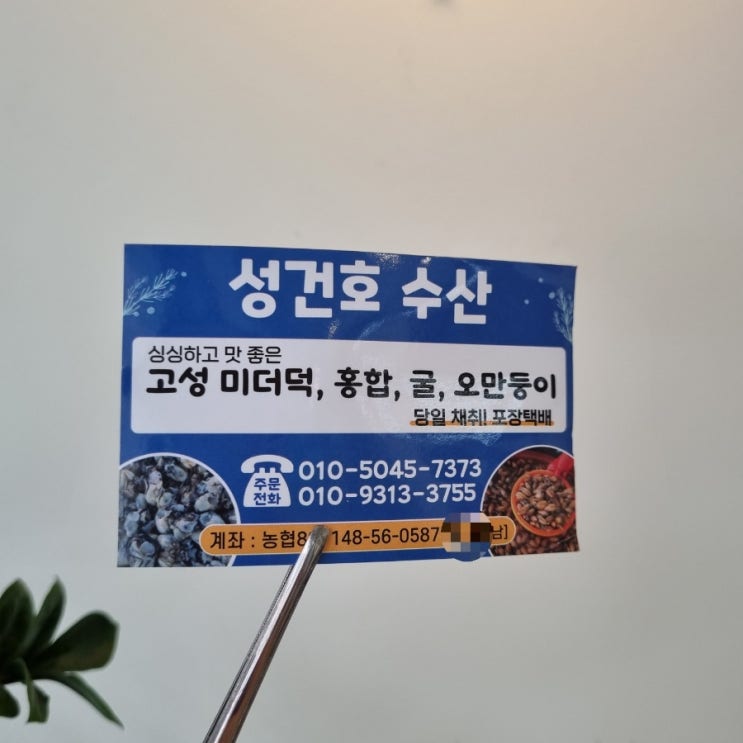 성건호 수산
싱싱하고 맛 좋은
고성 미더덕, 홍합, 굴, 오만둥이
당일 채취! 포장택배
주문
전화
010-5045-7373
010-9313-3755
계좌 : 농협8 148-56-0587 남]